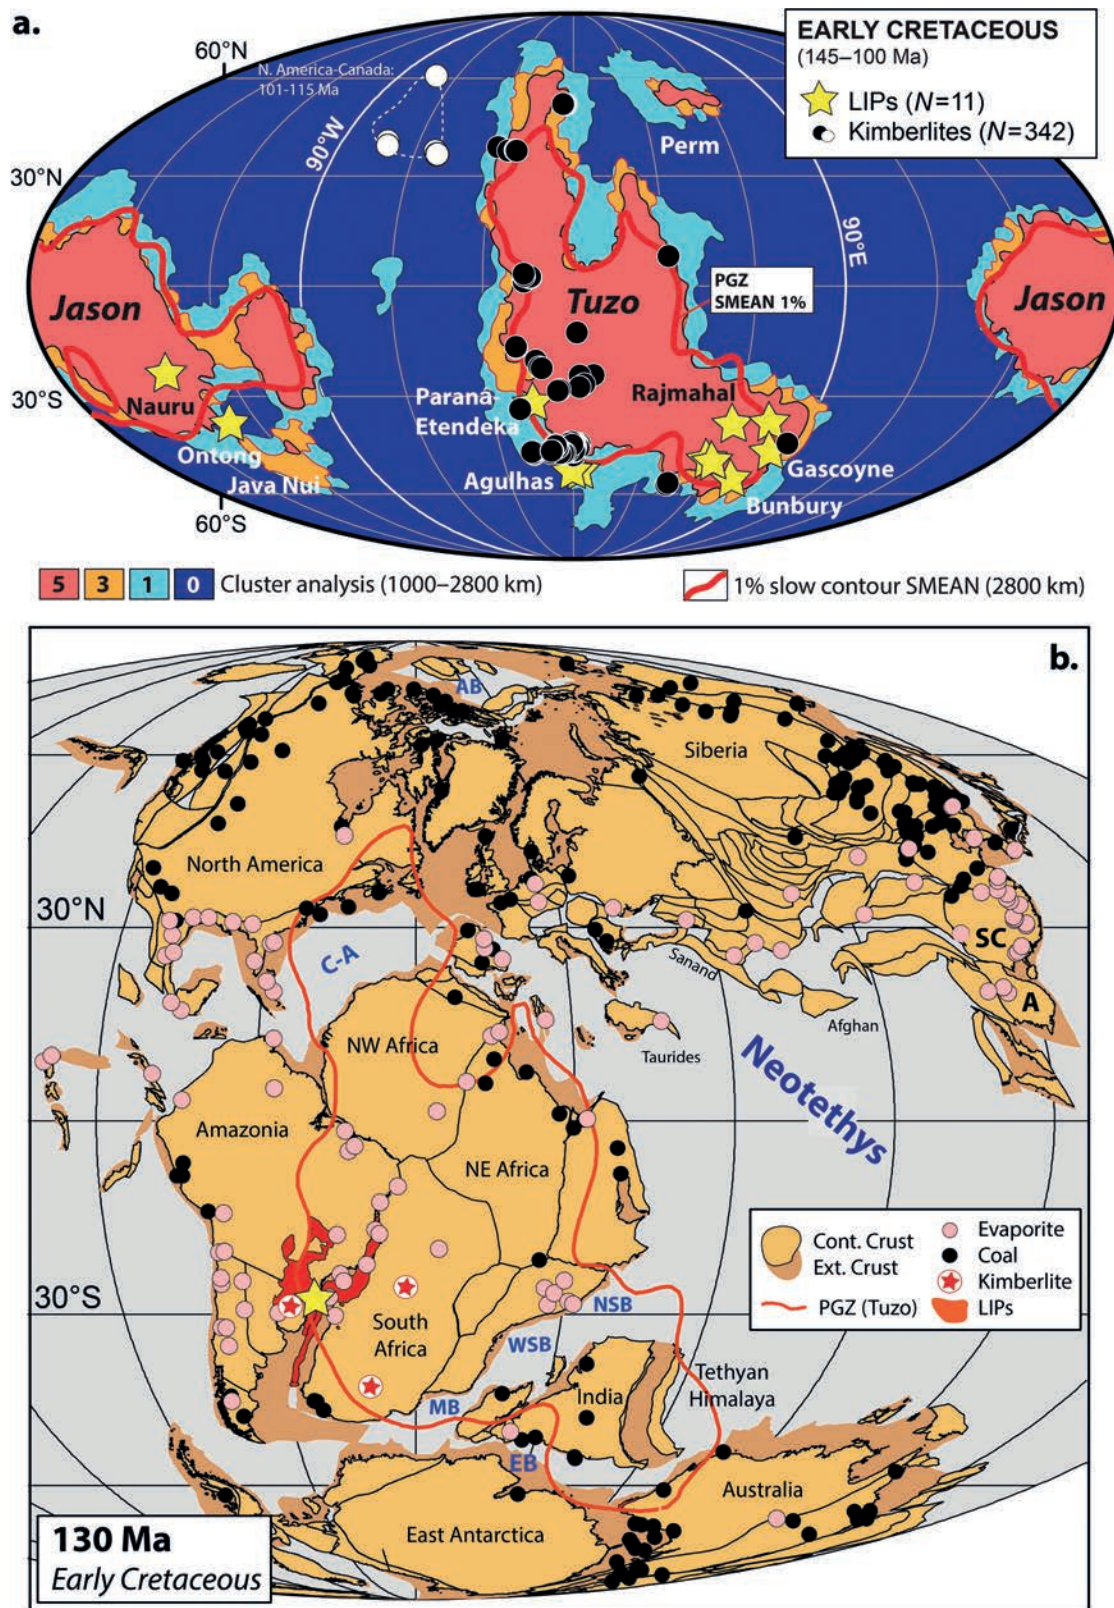 a.
60°N
N. America-Canada:
101-115 Ma
EARLY CRETACEOUS
(145–100 Ma)
LIPs (N=11)
Kimberlites (N=342)
90°W
Perm
30°N
90°E
PGZ
SMEAN 1%
Jason
Tuzo
Jason
Nauru
30°S
Paranã-
Etendeka
Rajmahal
Ontong
Java Nui
Agulhas
Gascoyne
Bunbury
60°S
5 3 1 0 Cluster analysis (1000–2800 km)
1% slow contour SMEAN (2800 km)
b.
AB
Siberia
North America
30°N
C-A
SC
Sanand
A
Afghan
NW Africa
Taurides
Neotethys
Amazonia
NE Africa
Cont. Crust
Ext. Crust
PGZ (Tuzo)
Evaporite
Coal
Kimberlite
LIPs
30°S
South
Africa
NSB
WSB
Tethyan
Himalaya
India
MB
EB
Australia
East Antarctica
130 Ma
Early Cretaceous